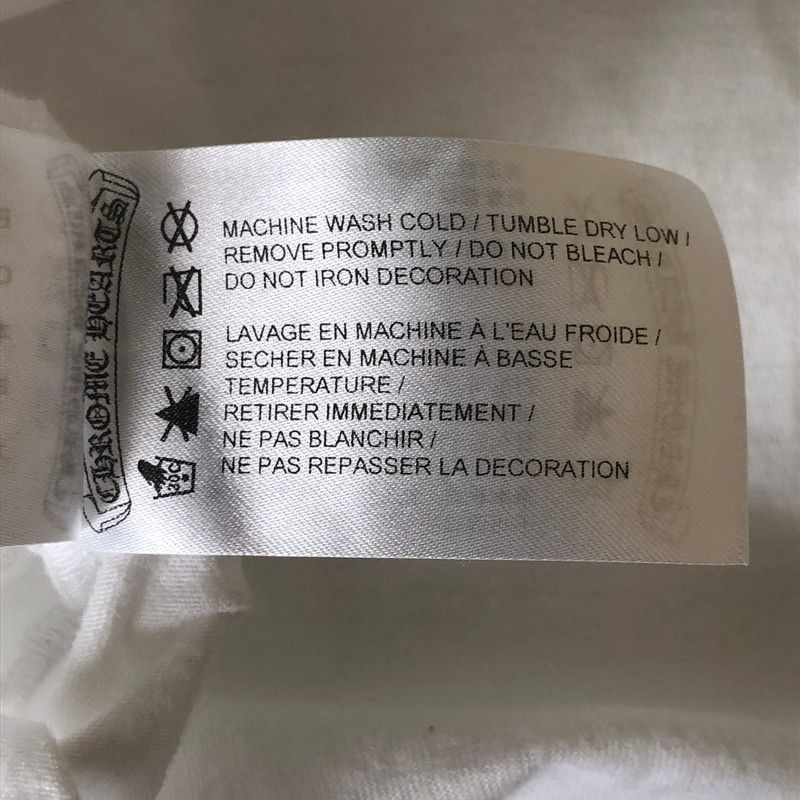 CHROME HEARTS
MACHINE WASH COLD / TUMBLE DRY LOW /
REMOVE PROMPTLY / DO NOT BLEACH /
DO NOT IRON DECORATION
LAVAGE EN MACHINE À L'EAU FROIDE /
SECHER EN MACHINE À BASSE
TEMPERATURE /
RETIRER IMMEDIATEMENT /
NE PAS BLANCHIR /
NE PAS REPASSER LA DECORATION